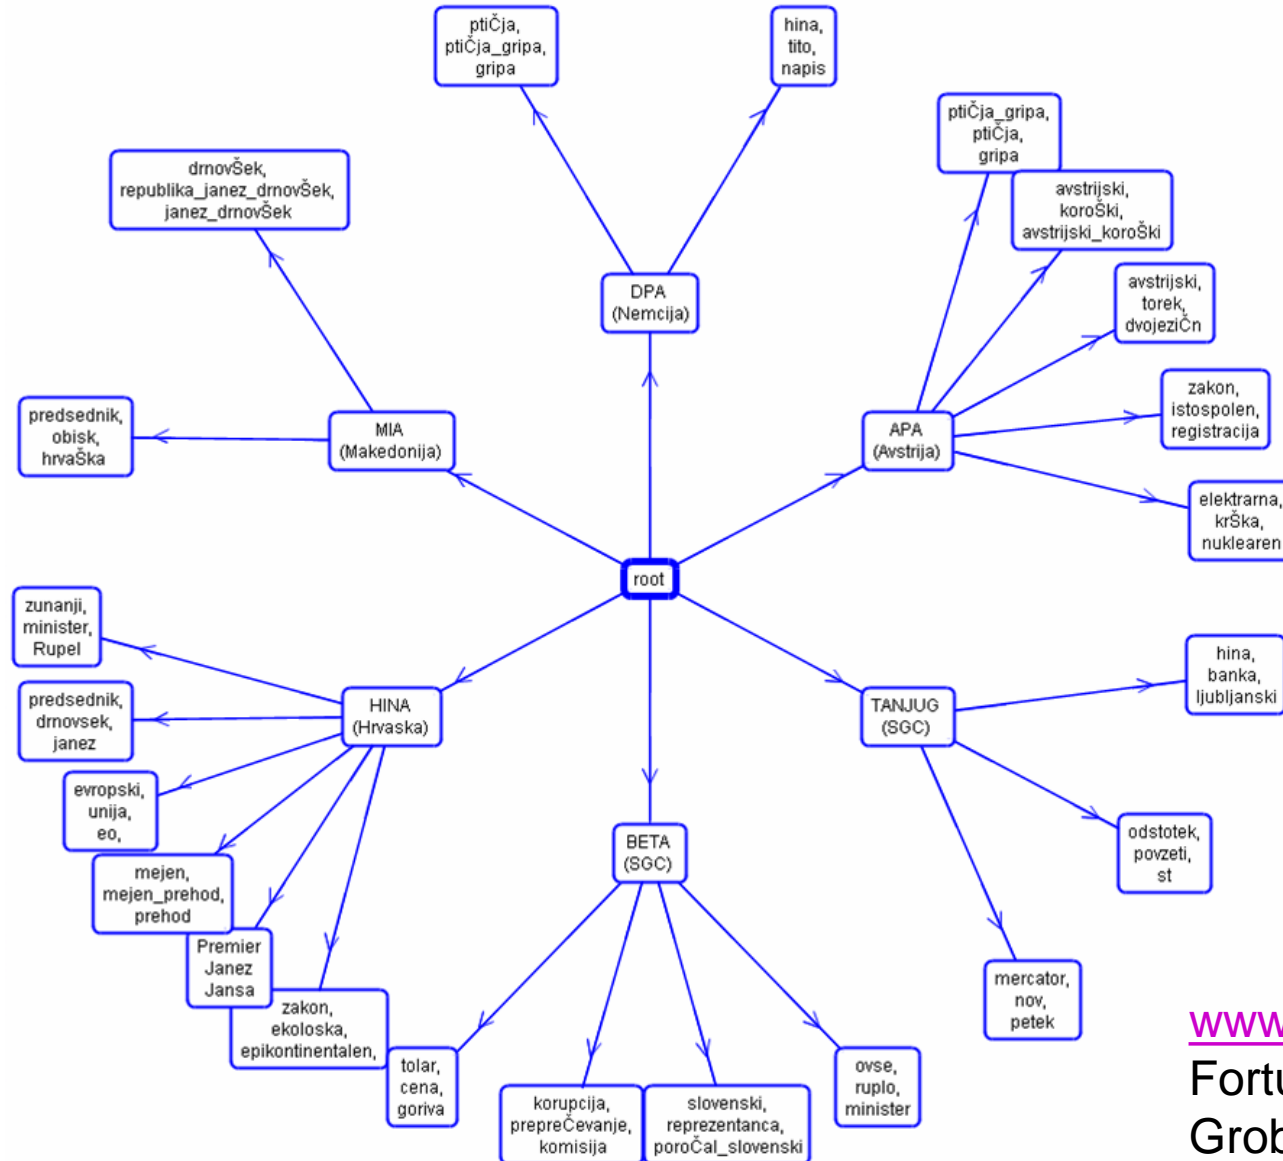 ptiČja,
ptiČja_gripa,
gripa
hina,
tito,
napis
ptiČja_gripa,
ptiČja,
gripa
drnovŠek,
republika_janez_drnovŠek,
janez_drnovŠek
avstrijski,
koroŠki,
avstrijski_koroŠki
DPA
(Nemcija)
avstrijski,
torek,
dvojeziČn
zakon,
istospolen,
registracija
predsednik,
obisk,
hrvaŠka
MIA
(Makedonija)
APA
(Avstrija)
elektrarna,
krŠka,
nuklearen
root
zunanji,
minister,
Rupel
hina,
banka,
ljubljanski
predsednik,
drnovsek,
janez
HINA
(Hrvaska)
TANJUG
(SGC)
evropski,
unija,
eo,
BETA
(SGC)
odstotek,
povzeti,
st
mejen,
mejen_prehod,
prehod
Premier
Janez
Jansa
zakon,
ekoloska,
epikontinentalen,
mercator,
nov,
petek
tolar,
cena,
goriva
korupcija,
prepreČevanje,
komisija
slovenski,
reprezentanca,
poroČal_slovenski
ovse,
ruplo,
minister
www
Fortu
Grob